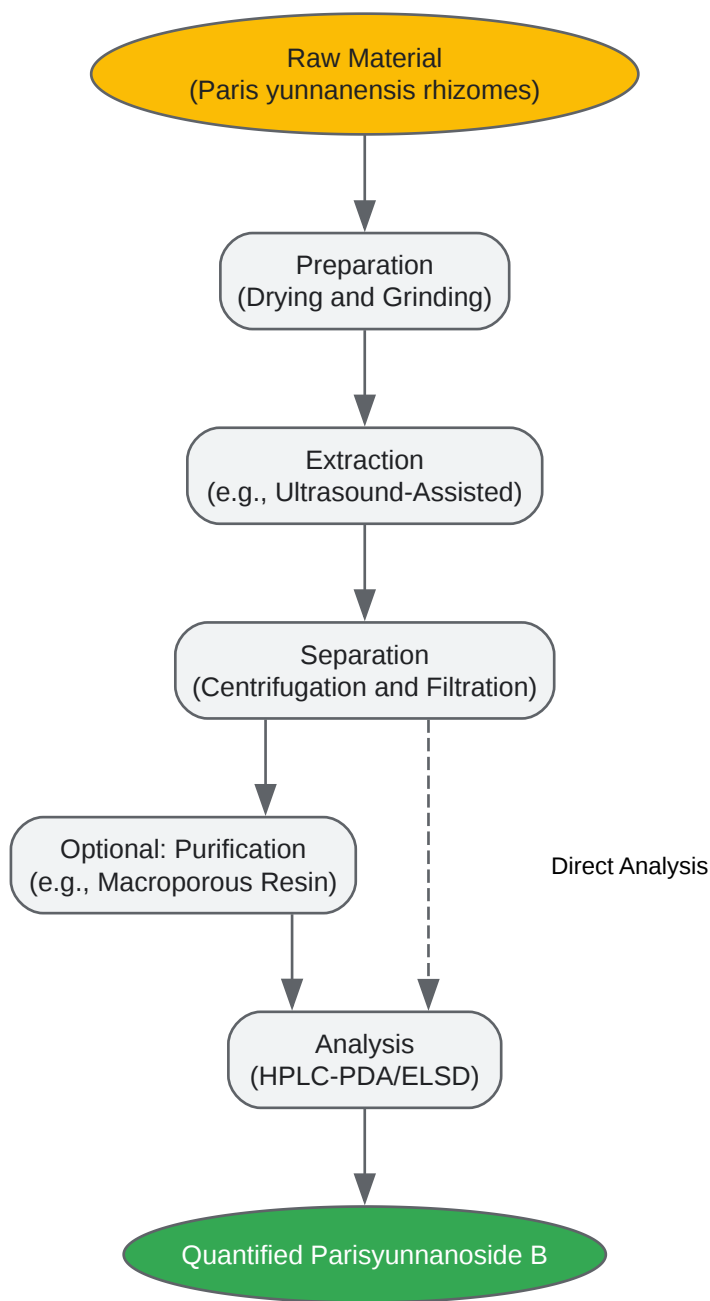 Raw Material
(Paris yunnanensis rhizomes)
Preparation
(Drying and Grinding)
Extraction
(e.g., Ultrasound-Assisted)
Separation
(Centrifugation and Filtration)
Optional: Purification
(e.g., Macroporous Resin)
Direct Analysis
Analysis
(HPLC-PDA/ELSD)
Quantified Parisyunnanoside B